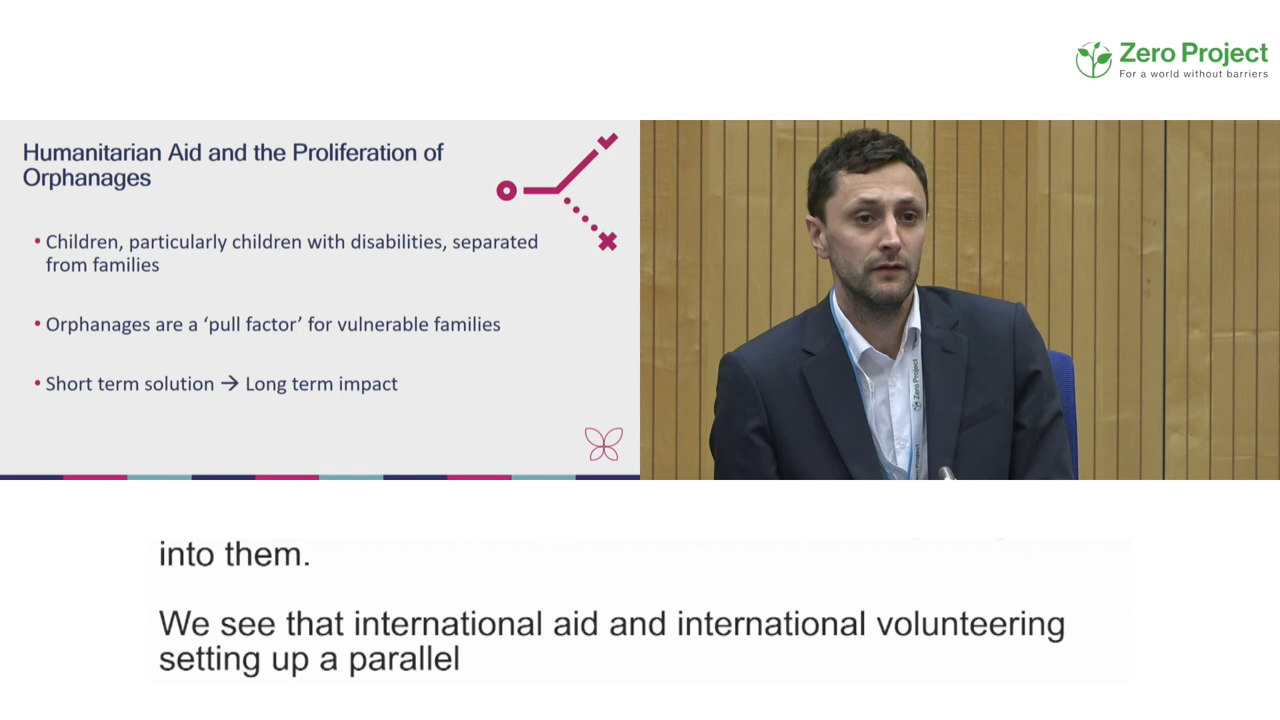 Zero Project
For a world without barriers
Humanitarian Aid and the Proliferation of
Orphanages
• Children, particularly children with disabilities, separated
from families
• Orphanages are a ‘pull factor’ for vulnerable families
• Short term solution → Long term impact
Zero Project
into them.
We see that international aid and international volunteering
setting up a parallel